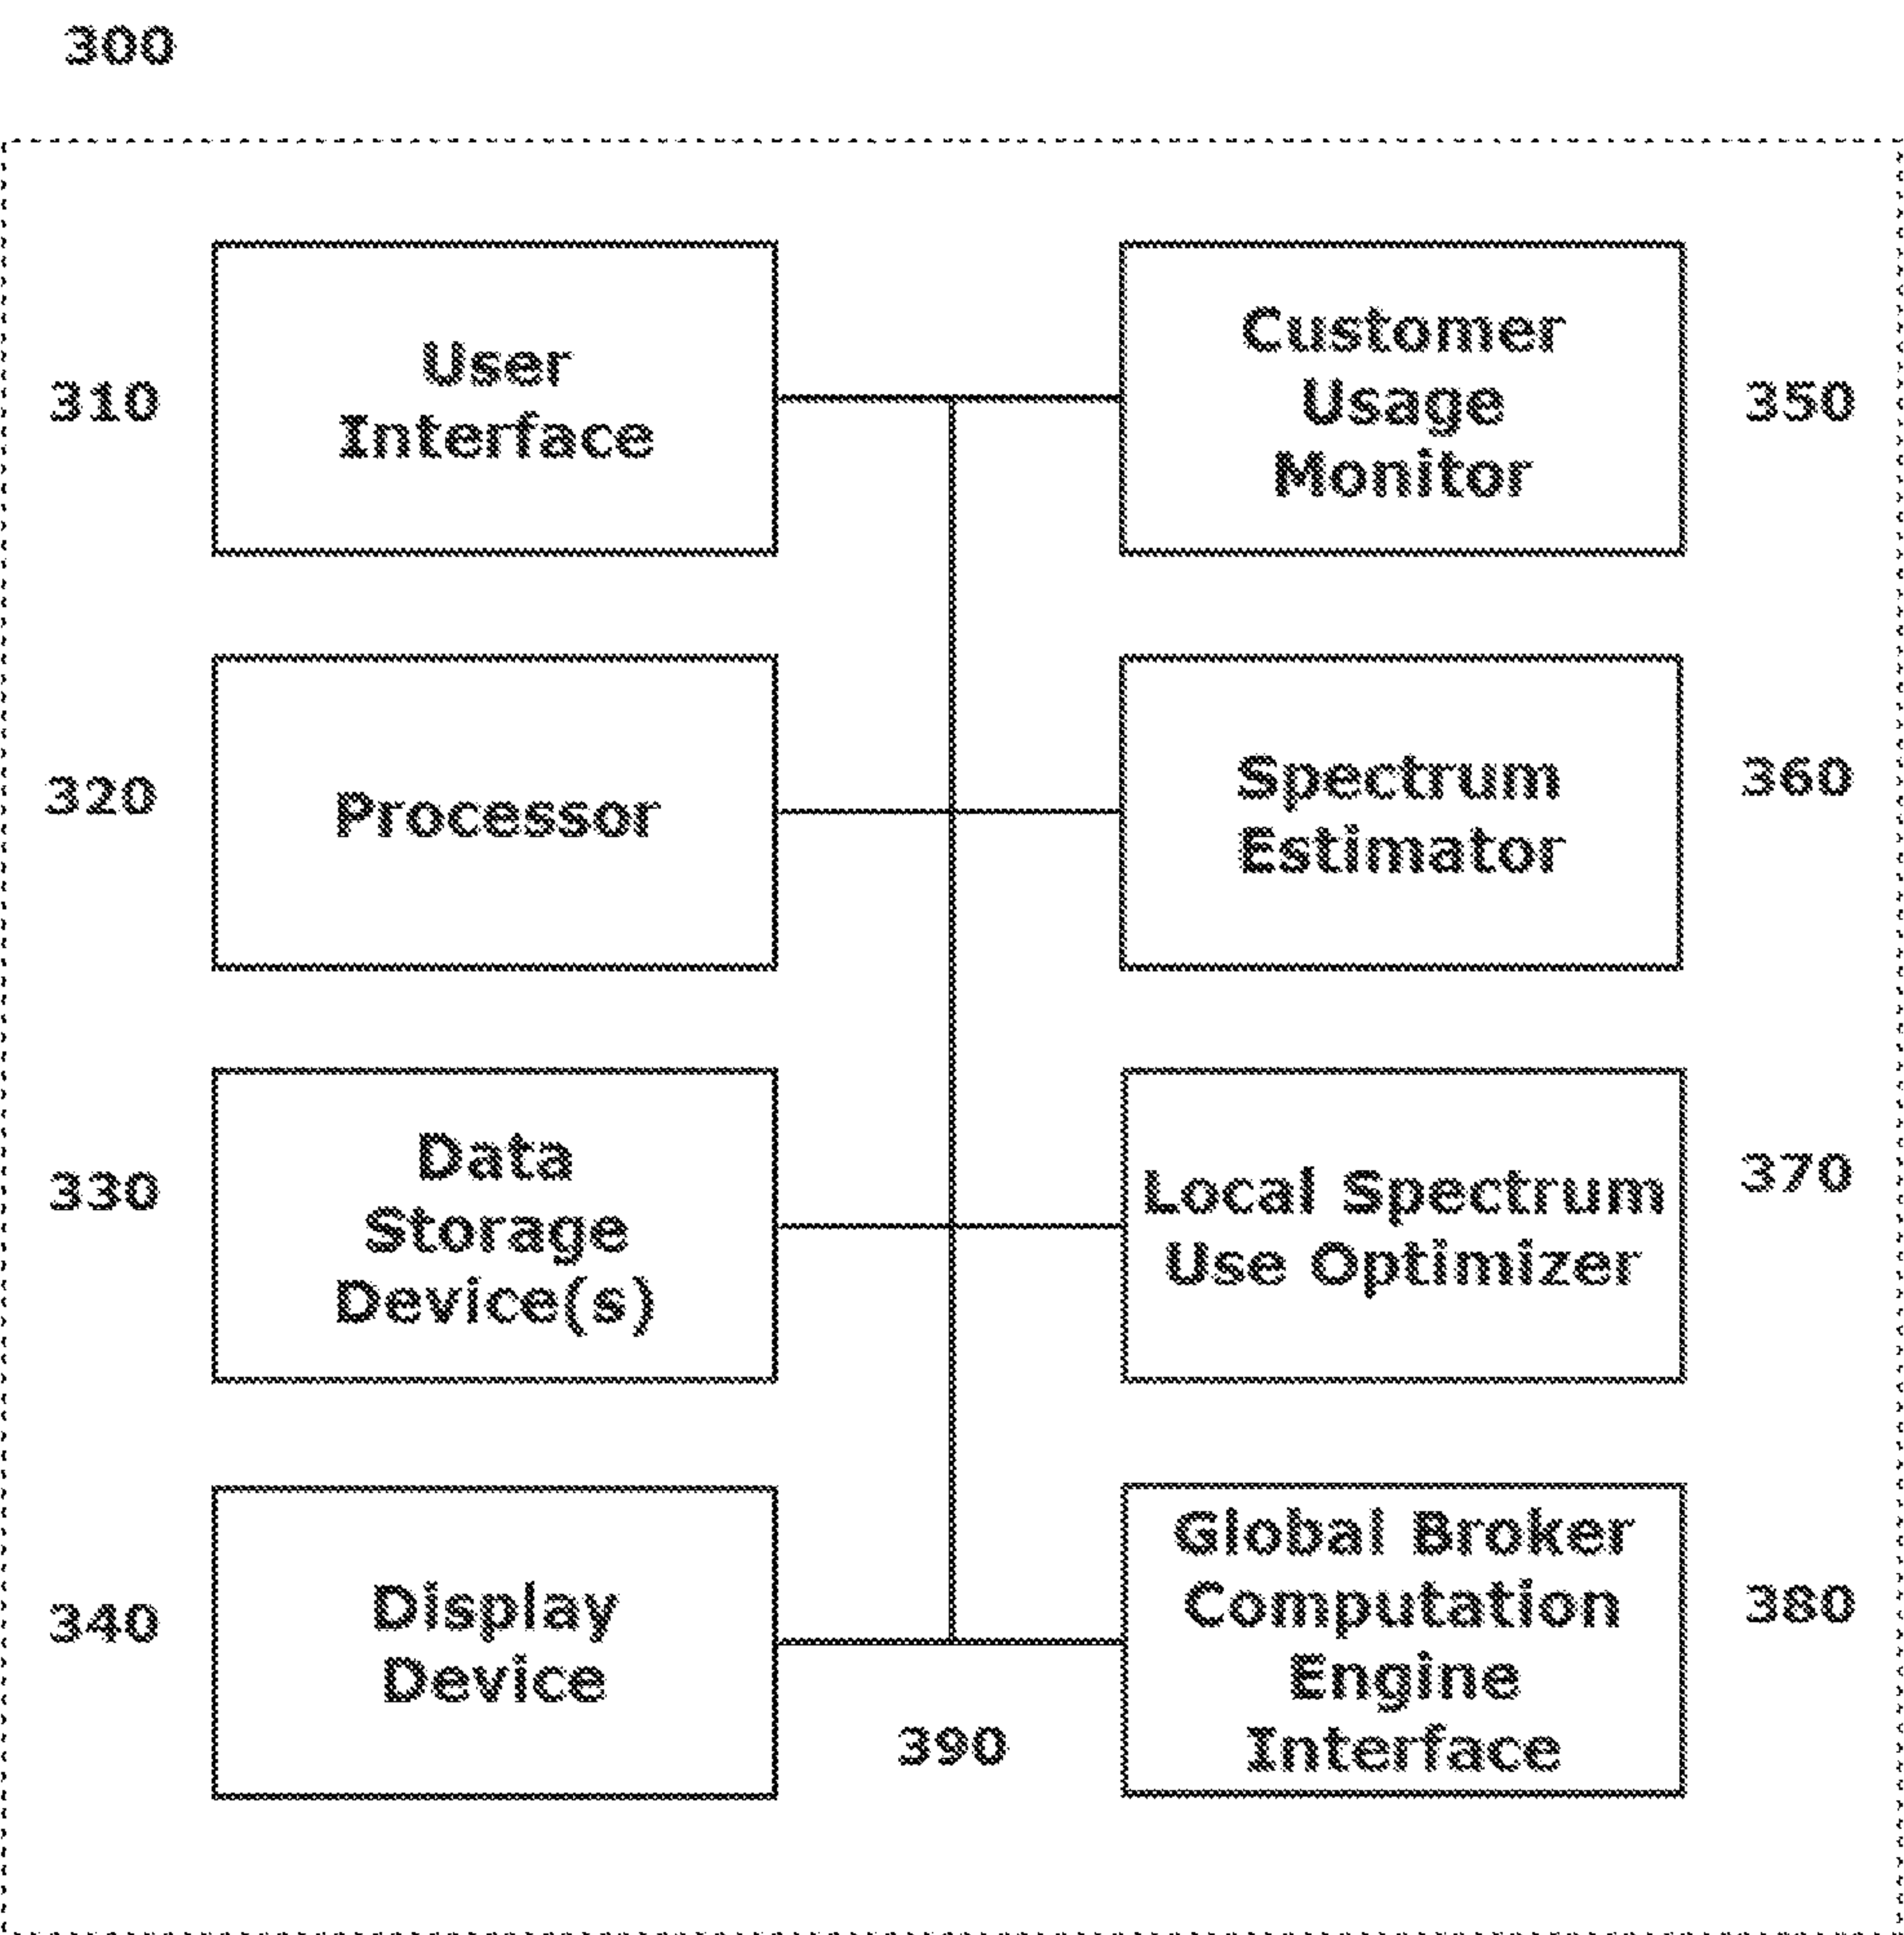 300
310
User
Interface
Customer
Usage
Monitor
350
320
Processor
Spectrum
Estimator
360
330
Data
Storage
Device(s)
Local Spectrum
Use Optimizer
370
340
Display
Device
Global Broker
Computation
Engine
Interface
380
390